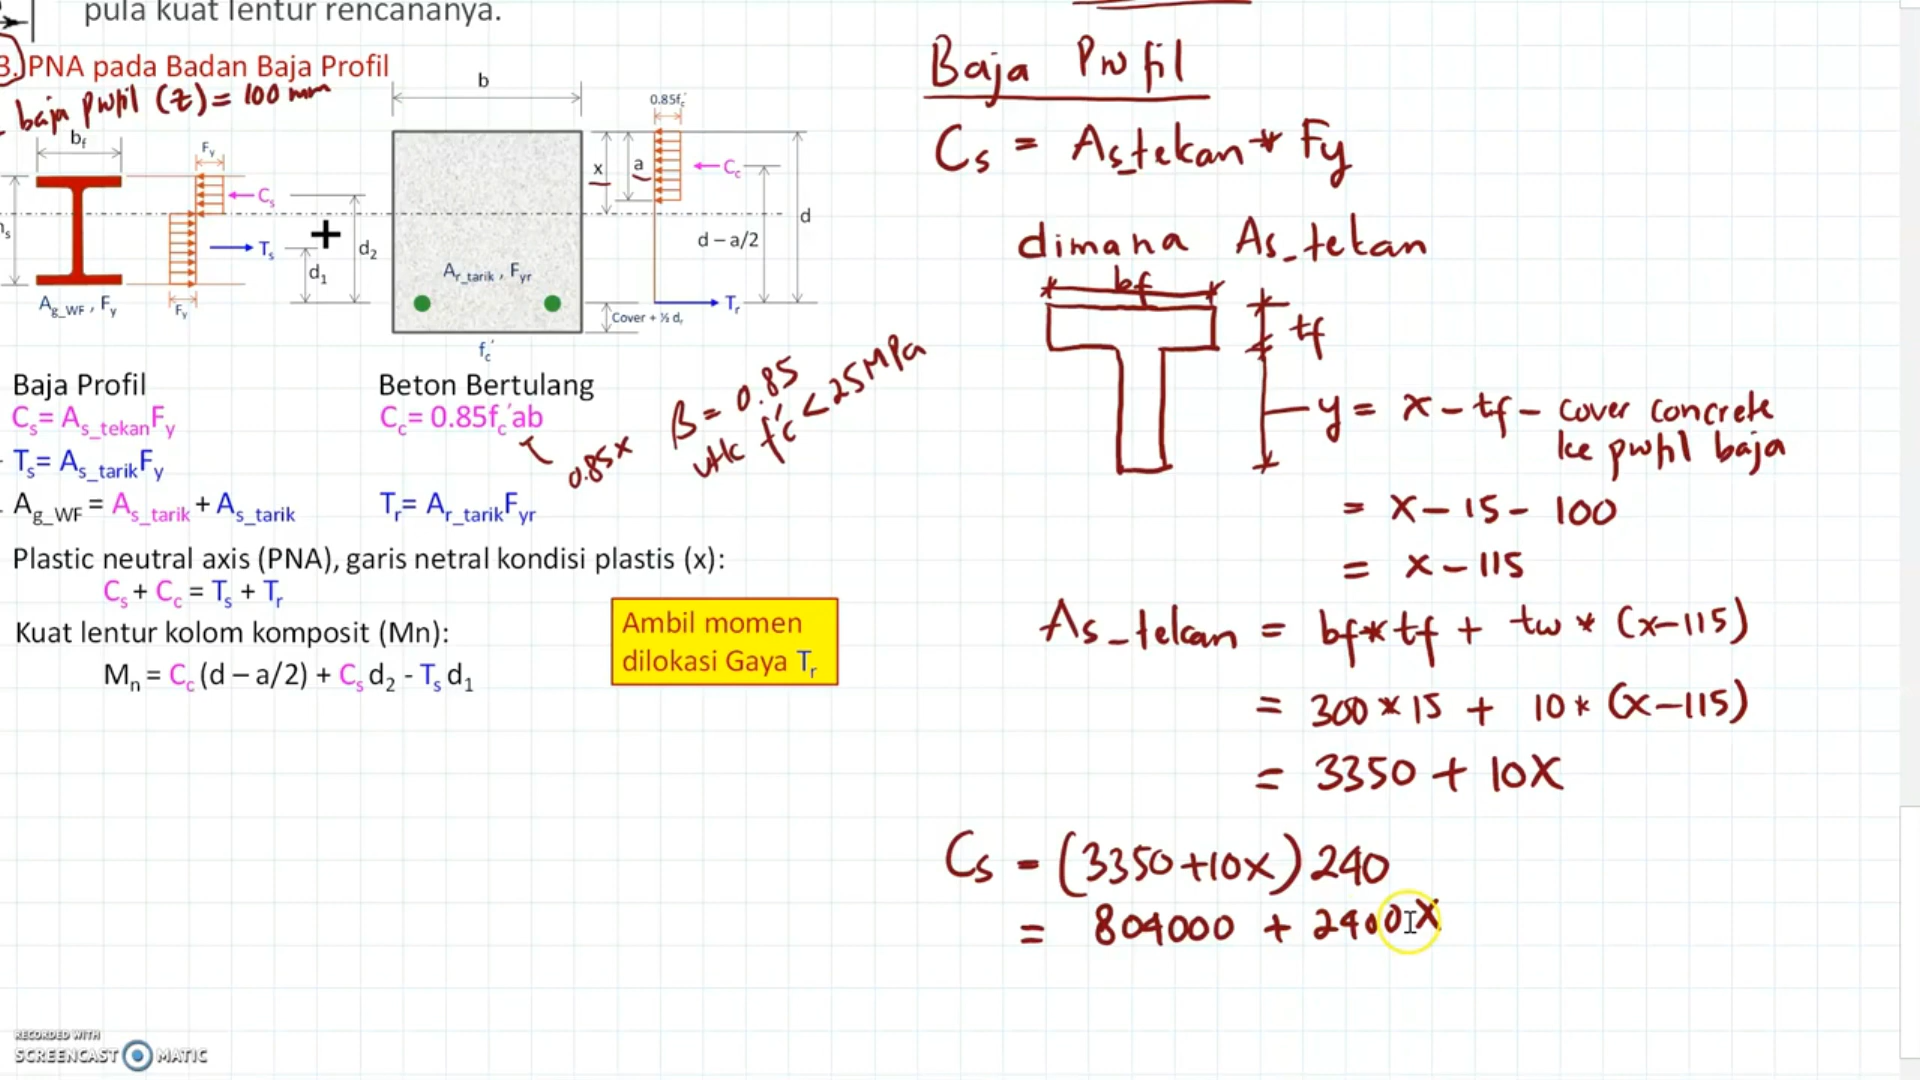 pula kuat lentur rencananya.
3. PNA pada Badan Baja Profil
baja profil (z) = 100 mm
bf
Fy
Cs
Ts
d1
d2
Fy
Ag_WF , Fy
b
Ar_tarik , Fyr
fc'
x
a
0.85fc'
Cc
d
d – a/2
Tr
Cover + ½ dr
Baja Profil
Cs= As_tekanFy
Ts= As_tarikFy
Ag_WF = As_tarik + As_tarik
Beton Bertulang
Cc= 0.85fc'ab
0.85x
β = 0.85
utk f'c < 25 MPa
Tr= Ar_tarikFyr
Plastic neutral axis (PNA), garis netral kondisi plastis (x):
Cs + Cc = Ts + Tr
Kuat lentur kolom komposit (Mn):
Mn = Cc (d – a/2) + Cs d2 - Ts d1
Ambil momen
dilokasi Gaya Tr
Baja Profil
Cs = As_tekan * Fy
dimana As_tekan
bf
tf
y = x - tf - cover concrete
ke profil baja
= x - 15 - 100
= x - 115
As_tekan = bf * tf + tw * (x-115)
= 300 * 15 + 10 * (x-115)
= 3350 + 10x
Cs = (3350+10x) 240
= 804000 + 2400x
RECORDED WITH
SCREENCAST MATIC